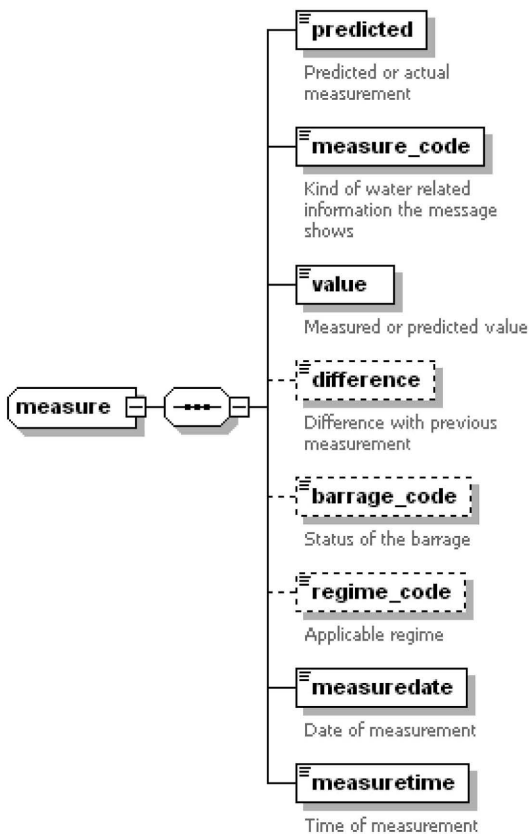 predicted
Predicted or actual
measurement
measure_code
Kind of water related
information the message
shows
value
Measured or predicted value
measure
difference
Difference with previous
measurement
barrage_code
Status of the barrage
regime_code
Applicable regime
measuredate
Date of measurement
measuretime
Time of measurement